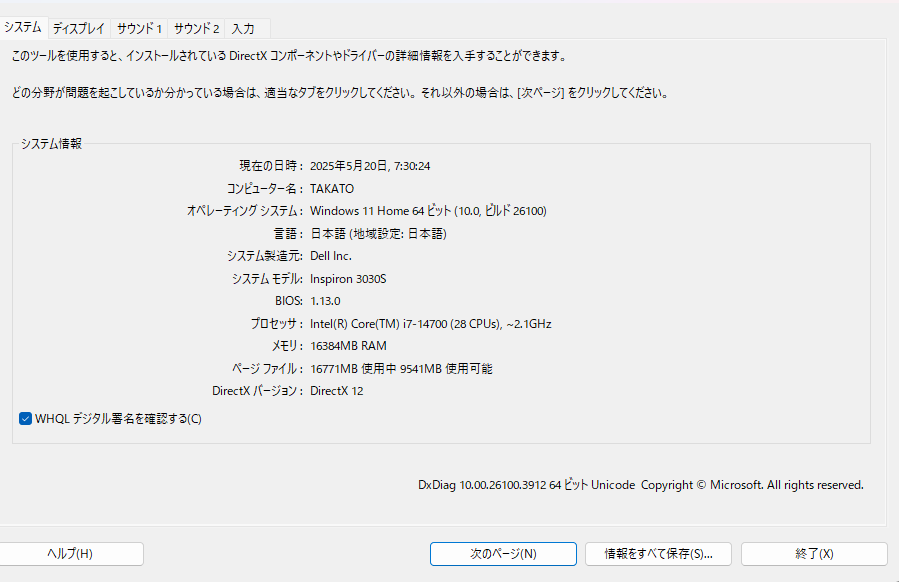 システム ディスプレイ サウンド 1 サウンド 2 入力
このツールを使用すると、インストールされている DirectX コンポーネントやドライバーの詳細情報を入手することができます。
どの分野が問題を起こしているか分かっている場合は、適当なタブをクリックしてください。 それ以外の場合は、[次ページ] をクリックしてください。
システム情報
現在の日時: 2025年5月20日, 7:30:24
コンピューター名: TAKATO
オペレーティング システム: Windows 11 Home 64 ビット (10.0, ビルド 26100)
言語: 日本語 (地域設定: 日本語)
システム製造元: Dell Inc.
システム モデル: Inspiron 3030S
BIOS: 1.13.0
プロセッサ: Intel(R) Core(TM) i7-14700 (28 CPUs), ~2.1GHz
メモリ: 16384MB RAM
ページ ファイル: 16771MB 使用中 9541MB 使用可能
DirectX バージョン: DirectX 12
WHQL デジタル署名を確認する(C)
DxDiag 10.00.26100.3912 64 ビット Unicode Copyright © Microsoft. All rights reserved.
ヘルプ(H) 次のページ(N) 情報をすべて保存(S)... 終了(X)